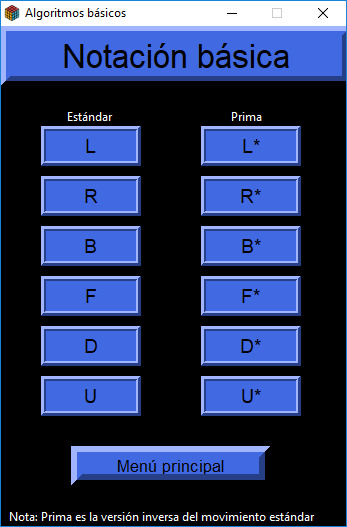 Algoritmos básicos
Notación básica
Estándar Prima
L L*
R R*
B B*
F F*
D D*
U U*
Menú principal
Nota: Prima es la versión inversa del movimiento estándar